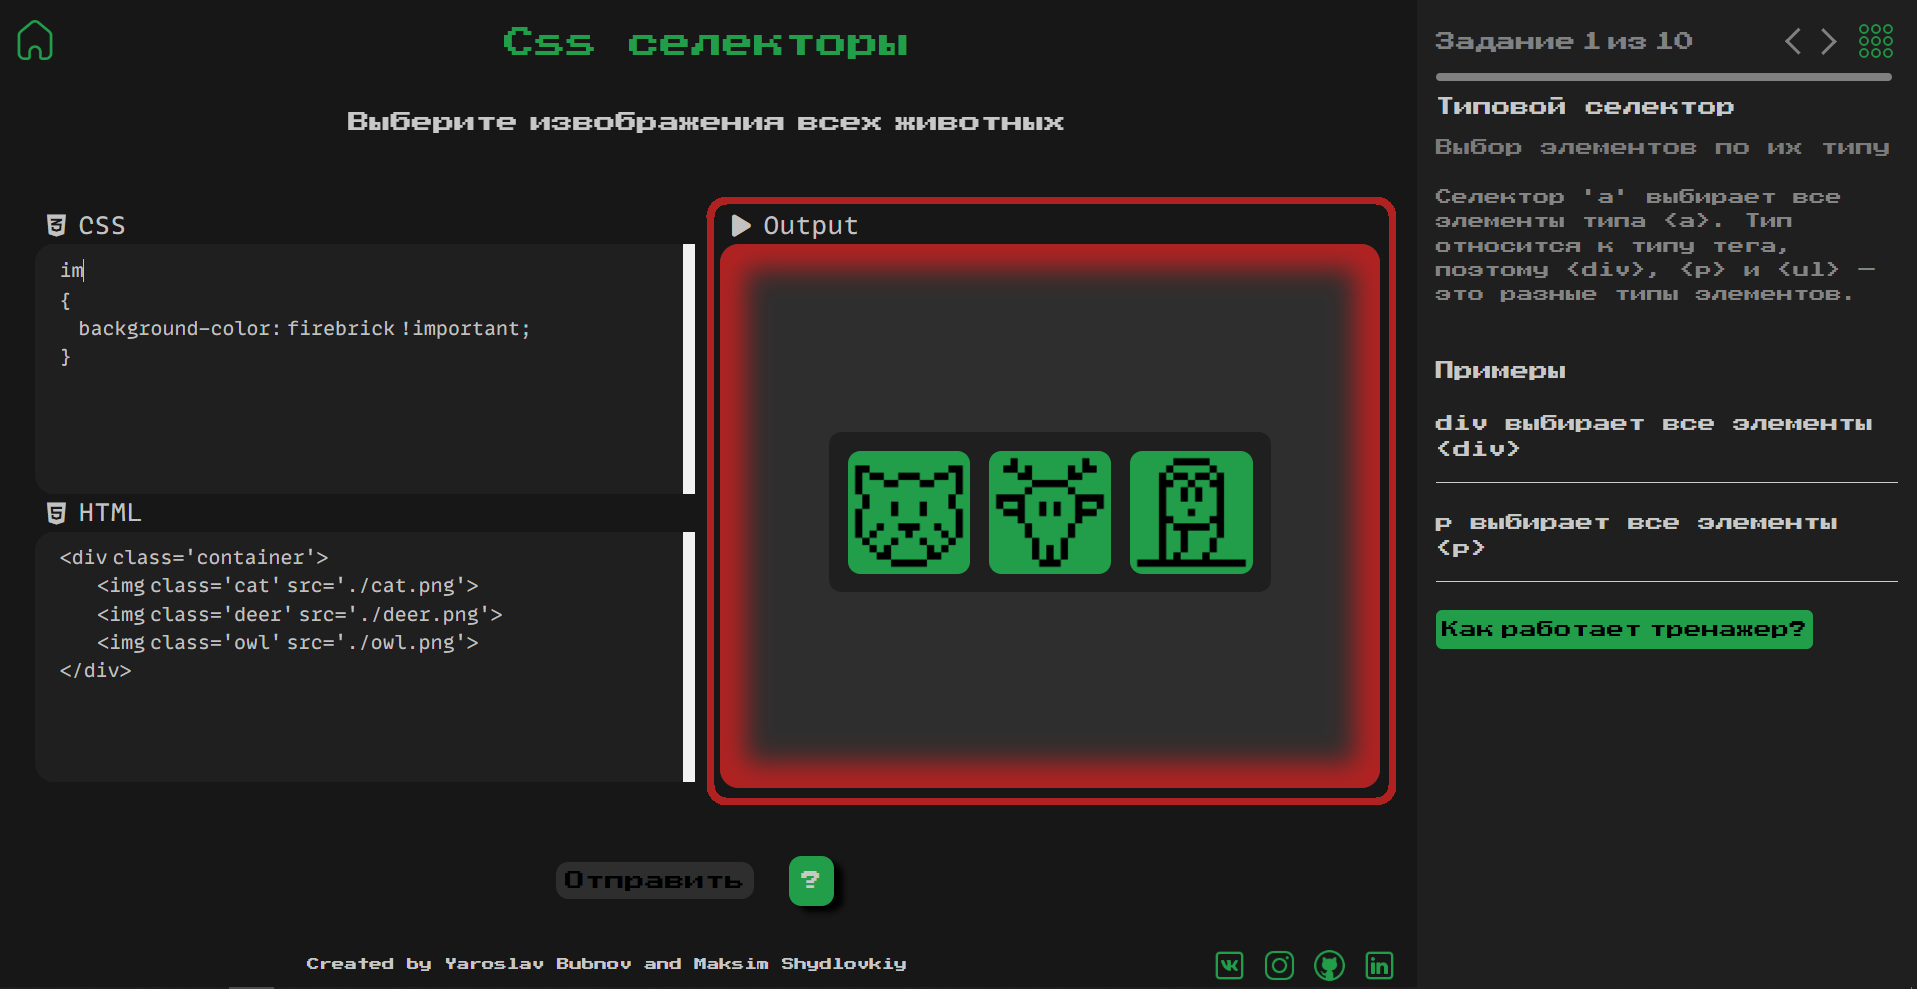 Css селекторы
Выберите извображения всех животных
CSS
im
{
background-color: firebrick !important;
}
HTML
<div class='container'>
<img class='cat' src='./cat.png'>
<img class='deer' src='./deer.png'>
<img class='owl' src='./owl.png'>
</div>
Output
Отправить
?
Created by Yaroslav Bubnov and Maksim Shydlovkiy
Задание 1 из 10
Типовой селектор
Выбор элементов по их типу
Селектор 'a' выбирает все
элементы типа <a>. Тип
относится к типу тега,
поэтому <div>, <p> и <ul> —
это разные типы элементов.
Примеры
div выбирает все элементы
<div>
p выбирает все элементы
<p>
Как работает тренажер?